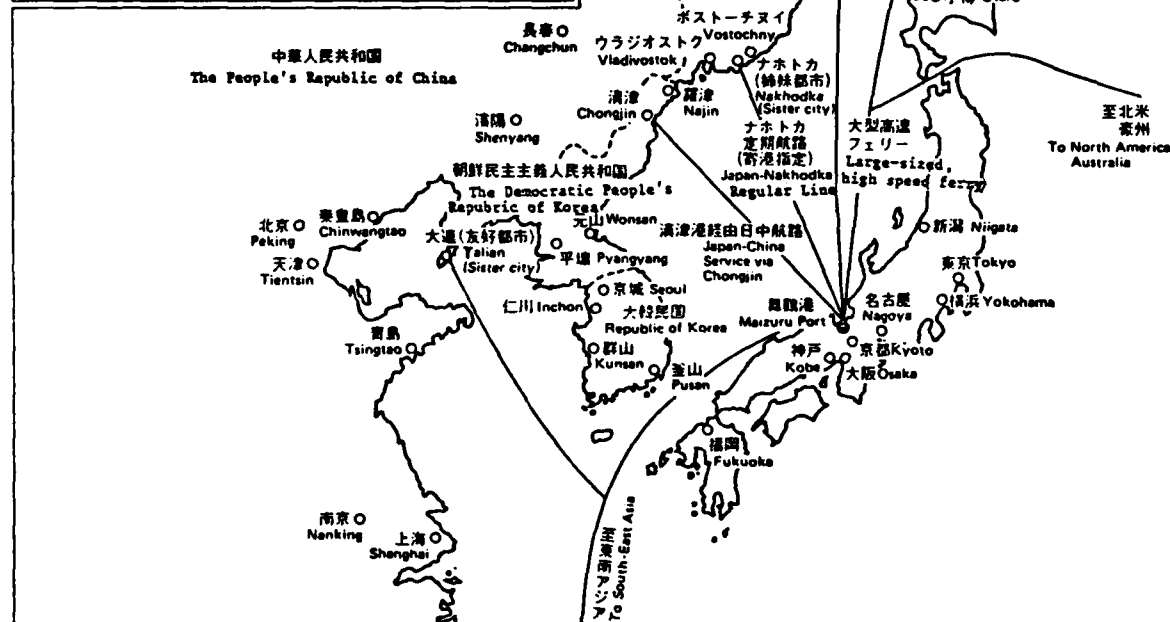 ボストーチヌイ
Vostochny
長春
Changchun
ウラジオストク
Vladivostok
中華人民共和国
The People's Republic of China
ナホトカ
(姉妹都市)
Nakhodka
(Sister city)
清津
Chongjin
羅津
Najin
瀋陽
Shenyang
ナホトカ
定期航路
(寄港指定)
Japan-Nakhodka
Regular Line
大型高速
フェリー
Large-sized,
high speed ferry
至北米
豪州
To North America
Australia
朝鮮民主主義人民共和国
The Democratic People's
Republic of Korea
元山 Wonsan
北京
Peking
秦皇島
Chinwangtao
大連(友好都市)
Talian
(Sister city)
平壌 Pyangyang
清津港経由日中航路
Japan-China
Service via
Chongjin
新潟 Niigata
天津
Tientsin
東京 Tokyo
京城 Seoul
仁川 Inchon
大韓民国
Republic of Korea
舞鶴港
Maizuru Port
名古屋
Nagoya
横浜 Yokohama
青島
Tsingtao
群山
Kunsan
釜山
Pusan
神戸
Kobe
京都 Kyoto
大阪 Osaka
福岡
Fukuoka
南京
Nanking
上海
Shanghai
至東南アジア
To South-East Asia